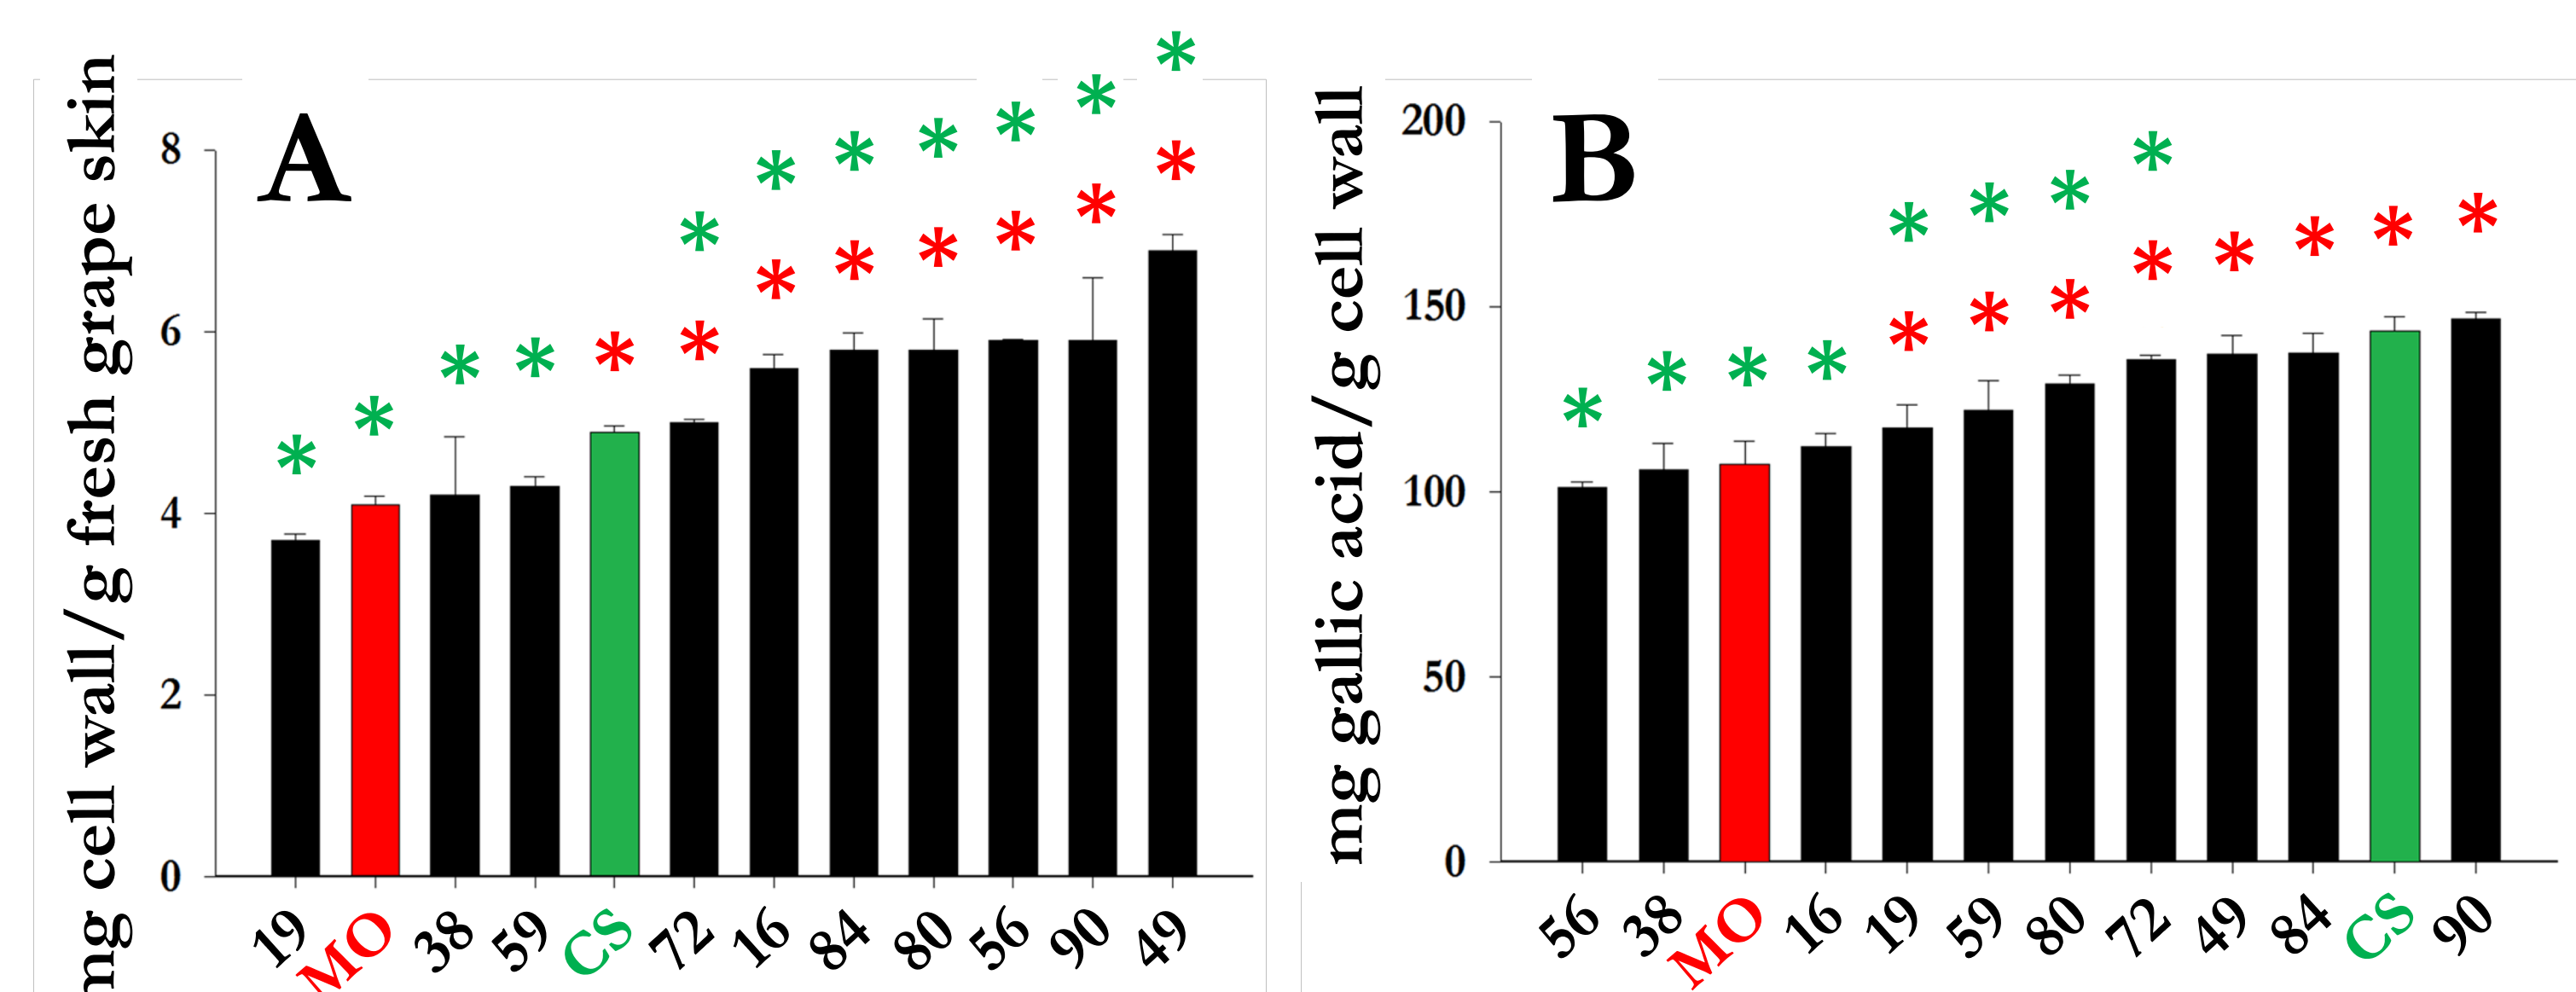 mg cell wall/g fresh grape skin
A
8
6
4
2
0
19 MO 38 59 CS 72 16 84 80 56 90 49
* * * * * * * * * * *
* * * * * * * *
mg gallic acid/g cell wall
B
200
150
100
50
0
56 38 MO 16 19 59 80 72 49 84 CS 90
* * * * * * * *
* * * * * * * *